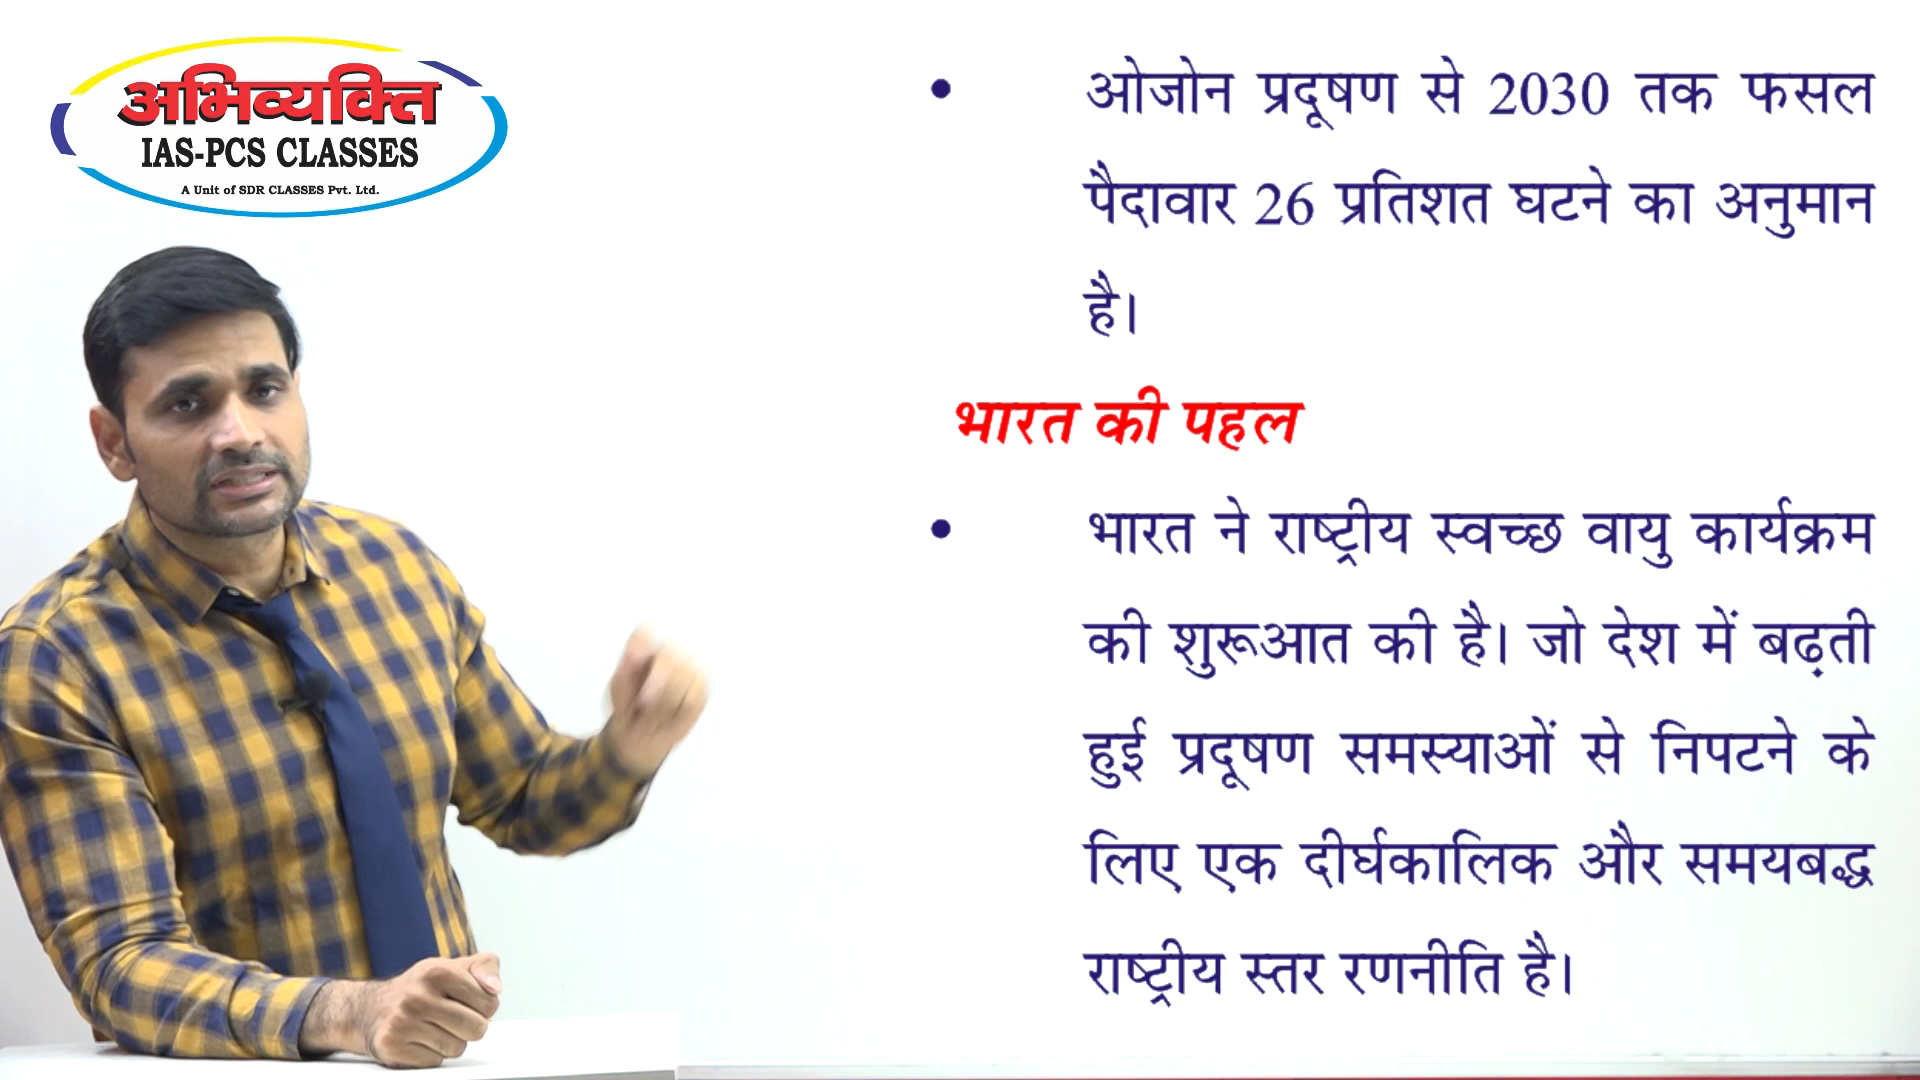 अभिव्यक्ति
IAS-PCS CLASSES
A Unit of SDR CLASSES Pvt. Ltd.
• ओजोन प्रदूषण से 2030 तक फसल
पैदावार 26 प्रतिशत घटने का अनुमान
है।
भारत की पहल
• भारत ने राष्ट्रीय स्वच्छ वायु कार्यक्रम
की शुरूआत की है। जो देश में बढ़ती
हुई प्रदूषण समस्याओं से निपटने के
लिए एक दीर्घकालिक और समयबद्ध
राष्ट्रीय स्तर रणनीति है।